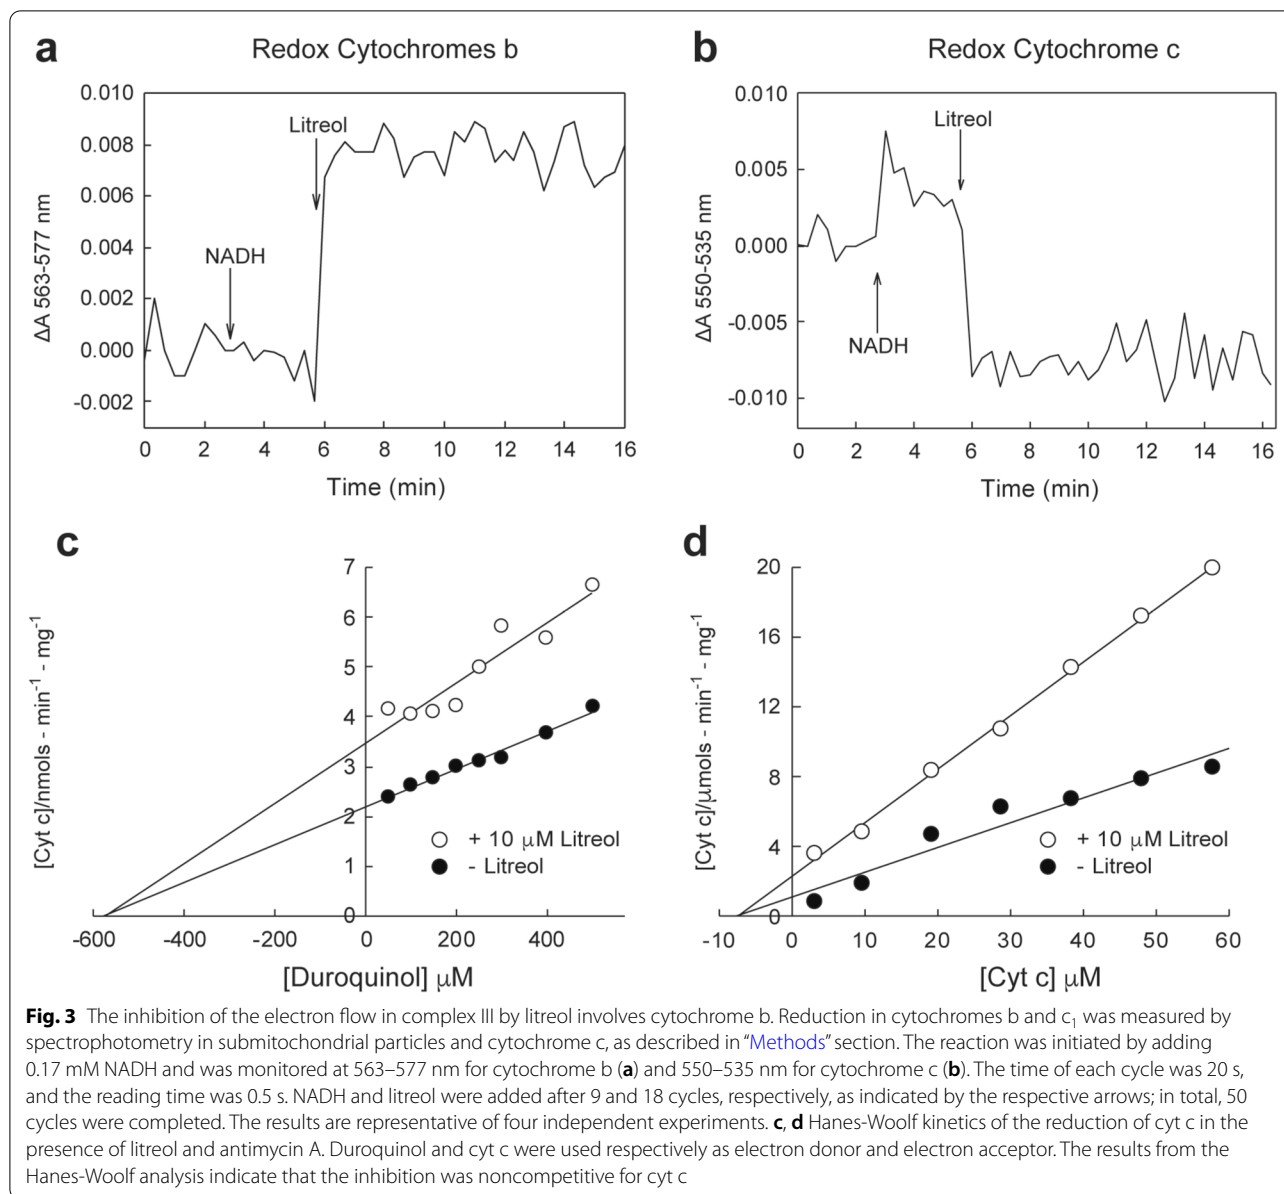 a
Redox Cytochromes b
0.010
0.008
0.006
0.004
0.002
0.000
-0.002
ΔA 563-577 nm
Litreol
NADH
0 2 4 6 8 10 12 14 16
Time (min)
b
Redox Cytochrome c
0.010
0.005
0.000
-0.005
-0.010
ΔA 550-535 nm
Litreol
NADH
0 2 4 6 8 10 12 14 16
Time (min)
c
7
6
5
4
3
2
1
0
[Cyt c]/nmols - min⁻¹ - mg⁻¹
+ 10 μM Litreol
- Litreol
-600 -400 -200 0 200 400
[Duroquinol] μM
d
20
16
12
8
4
0
[Cyt c]/μmols - min⁻¹ - mg⁻¹
+ 10 μM Litreol
- Litreol
-10 0 10 20 30 40 50 60
[Cyt c] μM
Fig. 3 The inhibition of the electron flow in complex III by litreol involves cytochrome b. Reduction in cytochromes b and c₁ was measured by
spectrophotometry in submitochondrial particles and cytochrome c, as described in “Methods” section. The reaction was initiated by adding
0.17 mM NADH and was monitored at 563–577 nm for cytochrome b (a) and 550–535 nm for cytochrome c (b). The time of each cycle was 20 s,
and the reading time was 0.5 s. NADH and litreol were added after 9 and 18 cycles, respectively, as indicated by the respective arrows; in total, 50
cycles were completed. The results are representative of four independent experiments. c, d Hanes-Woolf kinetics of the reduction of cyt c in the
presence of litreol and antimycin A. Duroquinol and cyt c were used respectively as electron donor and electron acceptor. The results from the
Hanes-Woolf analysis indicate that the inhibition was noncompetitive for cyt c